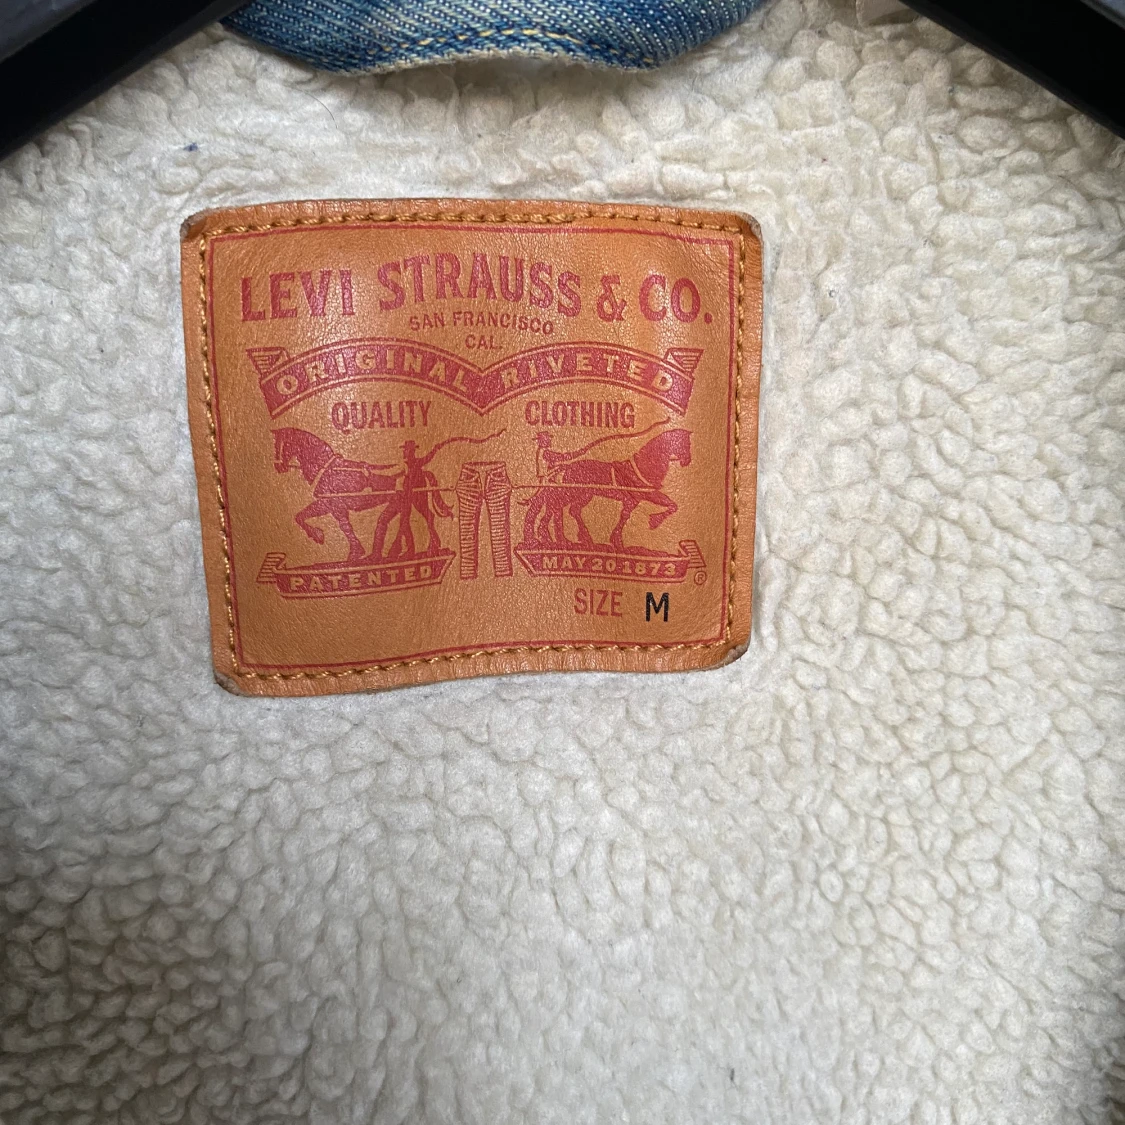 LEVI STRAUSS & CO.
SAN FRANCISCO
CAL.
ORIGINAL RIVETED
QUALITY CLOTHING
PATENTED MAY 20 1873 ®
SIZE M